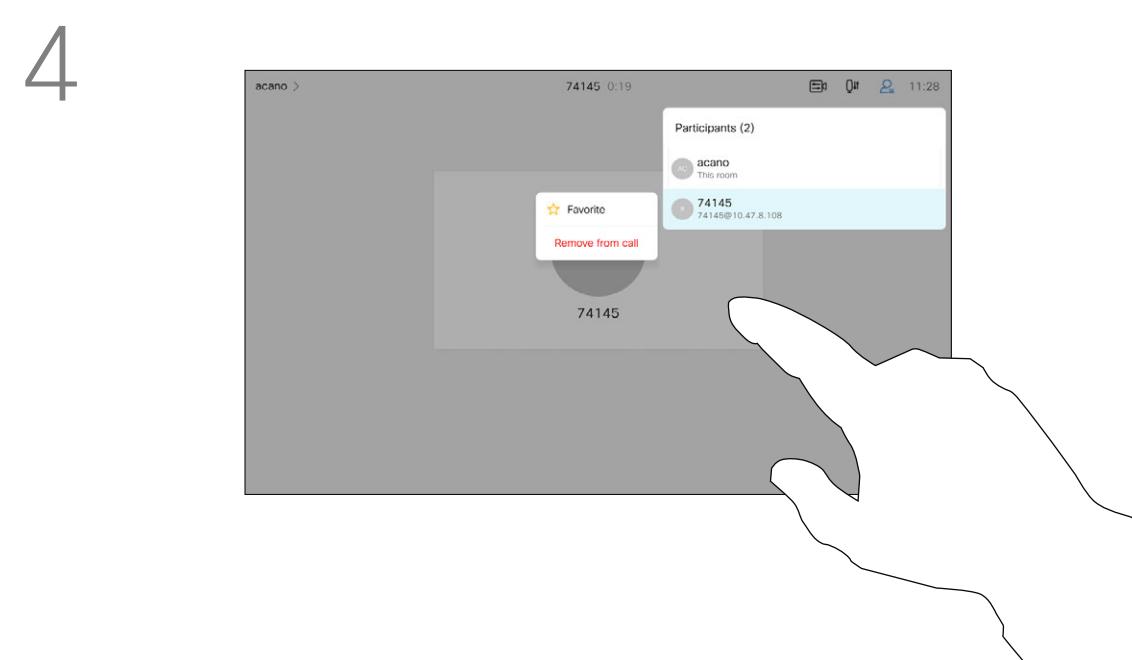 4
acano >
74145 0:19
11:28
Participants (2)
AC
acano
This room
74145
74145@10.47.8.108
Favorite
Remove from call
74145